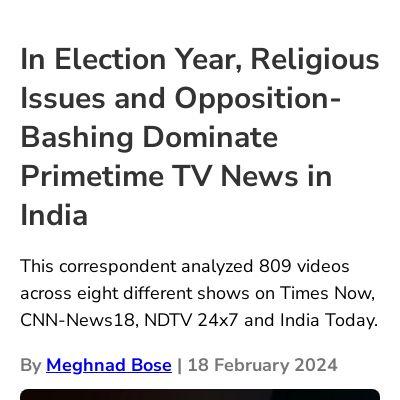 In Election Year, Religious
Issues and Opposition-
Bashing Dominate
Primetime TV News in
India
This correspondent analyzed 809 videos
across eight different shows on Times Now,
CNN-News18, NDTV 24x7 and India Today.
By Meghnad Bose | 18 February 2024